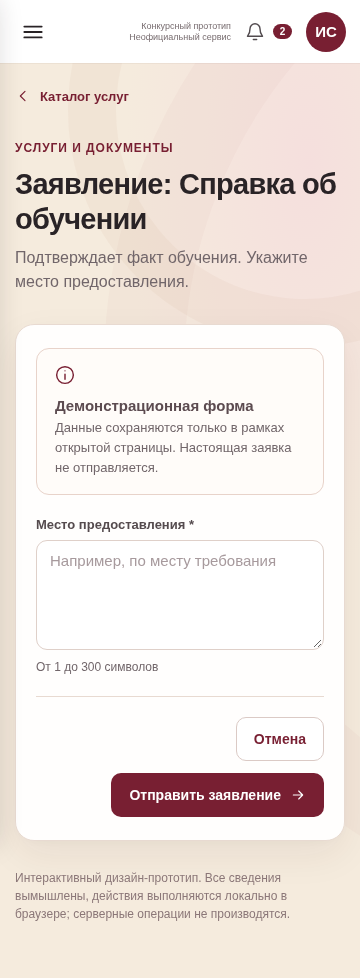 Конкурсный прототип
Неофициальный сервис
2
ИС
Каталог услуг
УСЛУГИ И ДОКУМЕНТЫ
Заявление: Справка об
обучении
Подтверждает факт обучения. Укажите
место предоставления.
Демонстрационная форма
Данные сохраняются только в рамках
открытой страницы. Настоящая заявка
не отправляется.
Место предоставления *
Например, по месту требования
От 1 до 300 символов
Отмена
Отправить заявление
Интерактивный дизайн-прототип. Все сведения
вымышлены, действия выполняются локально в
браузере; серверные операции не производятся.